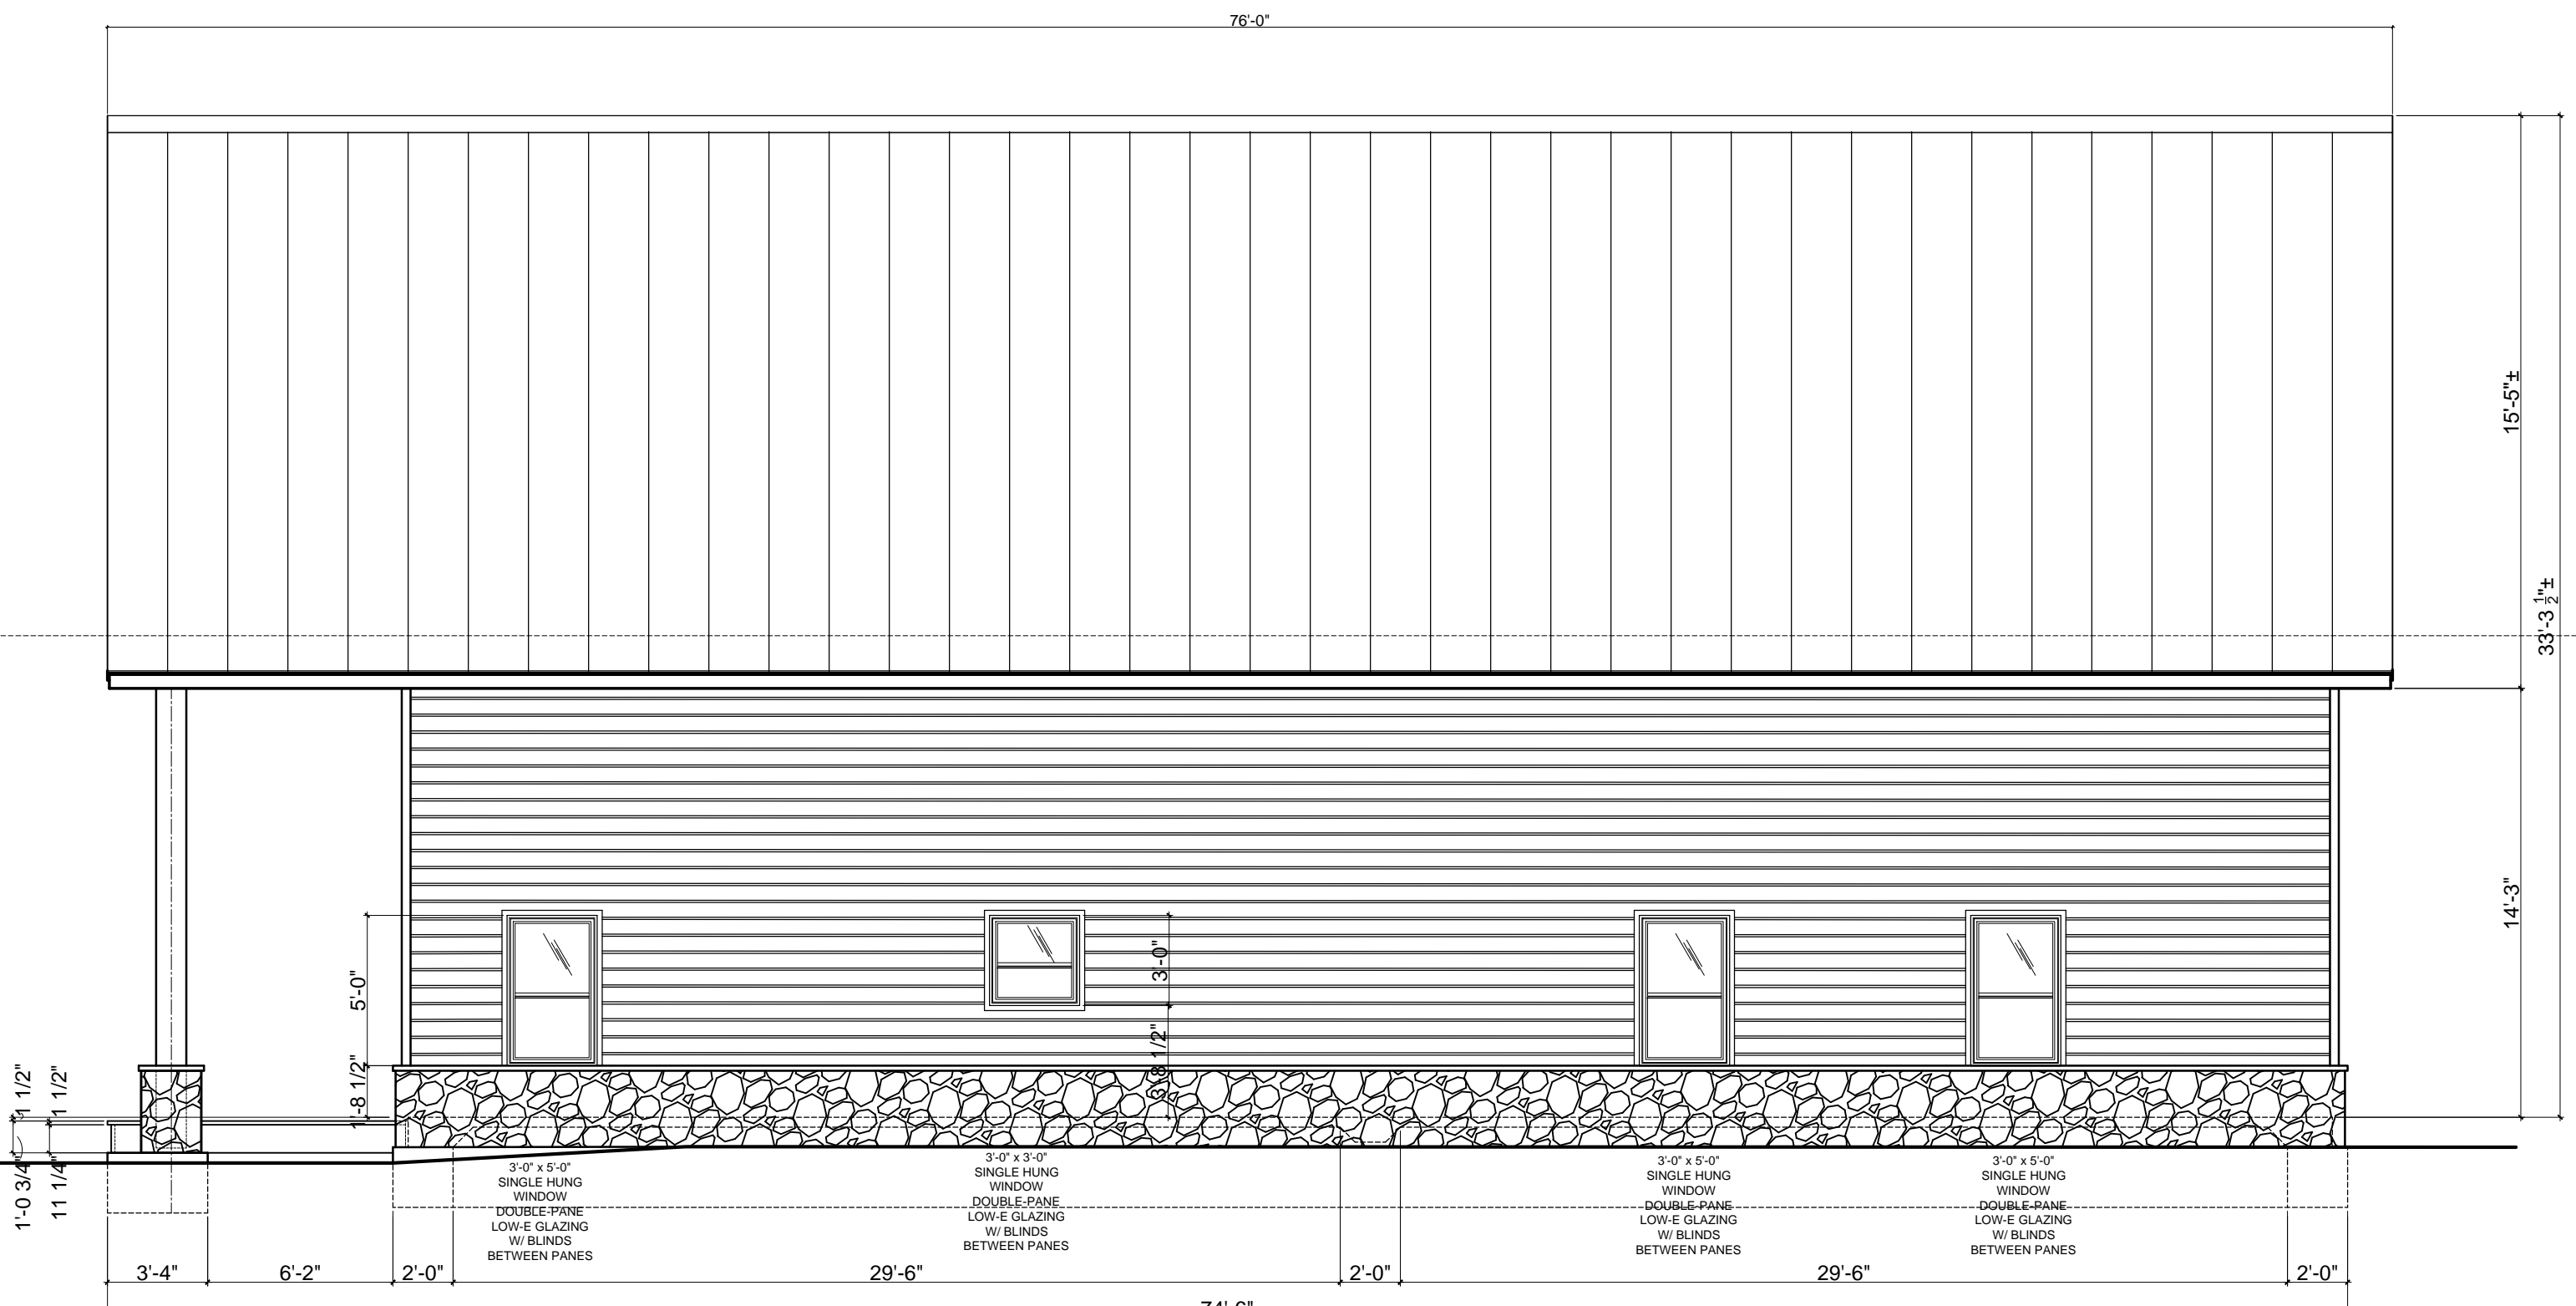 76'-0"
15'-5"±
33'-3 1/2"±
14'-3"
5'-0"
3'-0"
1'-8 1/2"
3'-8 1/2"
1 1/2"
1 1/2"
1'-0 3/4"
11 1/4"
3'-0" x 5'-0"
SINGLE HUNG
WINDOW
DOUBLE-PANE
LOW-E GLAZING
W/ BLINDS
BETWEEN PANES
3'-0" x 3'-0"
SINGLE HUNG
WINDOW
DOUBLE-PANE
LOW-E GLAZING
W/ BLINDS
BETWEEN PANES
3'-0" x 5'-0"
SINGLE HUNG
WINDOW
DOUBLE-PANE
LOW-E GLAZING
W/ BLINDS
BETWEEN PANES
3'-0" x 5'-0"
SINGLE HUNG
WINDOW
DOUBLE-PANE
LOW-E GLAZING
W/ BLINDS
BETWEEN PANES
3'-4"
6'-2"
2'-0"
29'-6"
2'-0"
29'-6"
2'-0"
74'-6"